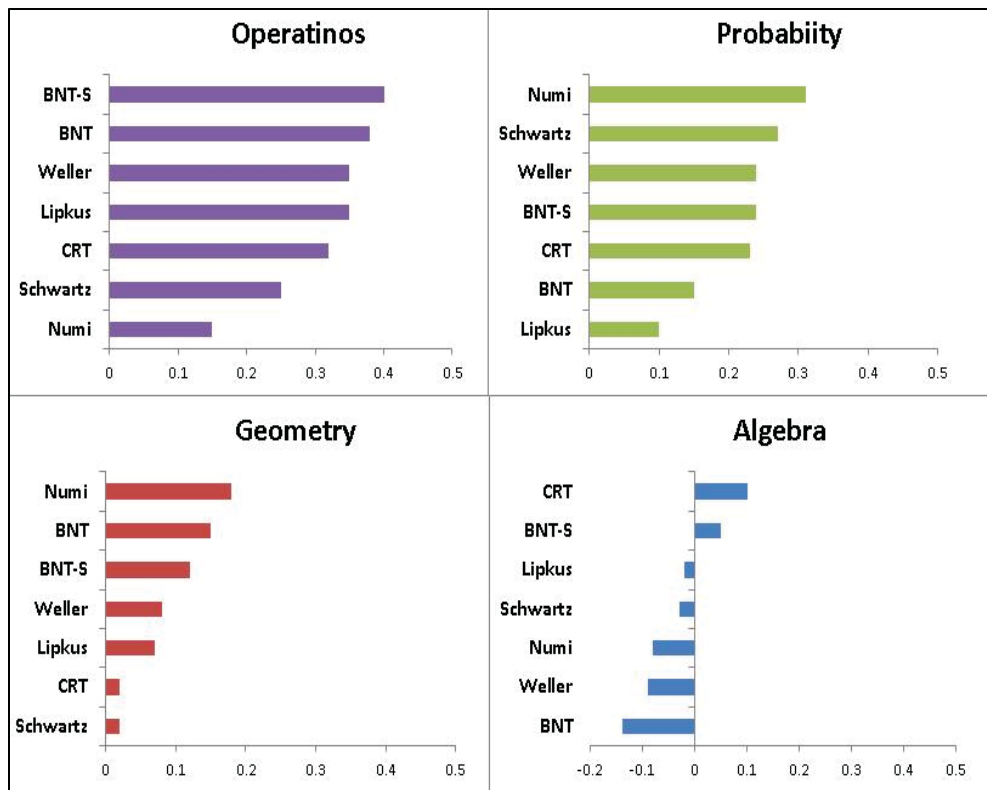 Operatinos
BNT-S
BNT
Weller
Lipkus
CRT
Schwartz
Numi
0 0.1 0.2 0.3 0.4 0.5
Probabiity
Numi
Schwartz
Weller
BNT-S
CRT
BNT
Lipkus
0 0.1 0.2 0.3 0.4 0.5
Geometry
Numi
BNT
BNT-S
Weller
Lipkus
CRT
Schwartz
0 0.1 0.2 0.3 0.4 0.5
Algebra
CRT
BNT-S
Lipkus
Schwartz
Numi
Weller
BNT
-0.2 -0.1 0 0.1 0.2 0.3 0.4 0.5